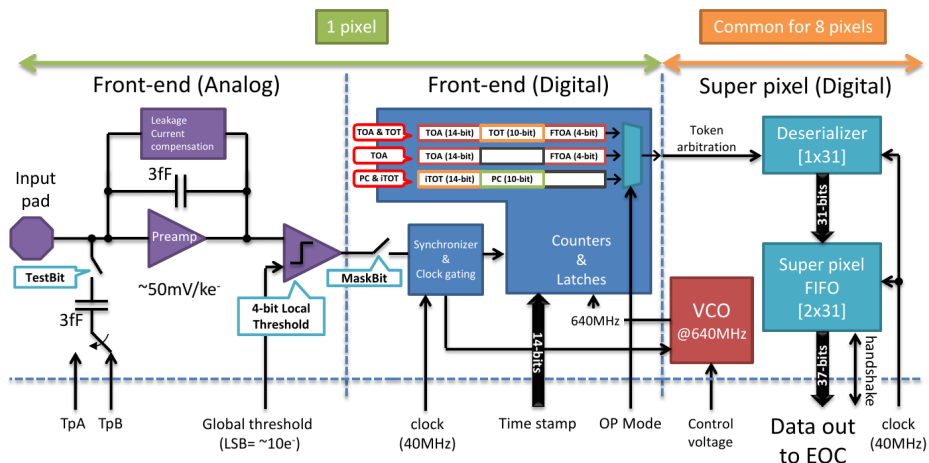 1 pixel
Common for 8 pixels
Front-end (Analog)
Front-end (Digital)
Super pixel (Digital)
Leakage
Current
compensation
3fF
Input
pad
Preamp
TestBit
~50mV/ke-
3fF
4-bit Local
Threshold
MaskBit
TOA & TOT
TOA (14-bit)
TOT (10-bit)
FTOA (4-bit)
TOA
TOA (14-bit)
FTOA (4-bit)
PC & iTOT
iTOT (14-bit)
PC (10-bit)
Synchronizer
&
Clock gating
Counters
&
Latches
640MHz
14-bits
Token
arbitration
Deserializer
[1x31]
31-bits
Super pixel
FIFO
[2x31]
VCO
@640MHz
37-bits
handshake
TpA
TpB
Global threshold
(LSB= ~10e-)
clock
(40MHz)
Time stamp
OP Mode
Control
voltage
Data out
to EOC
clock
(40MHz)